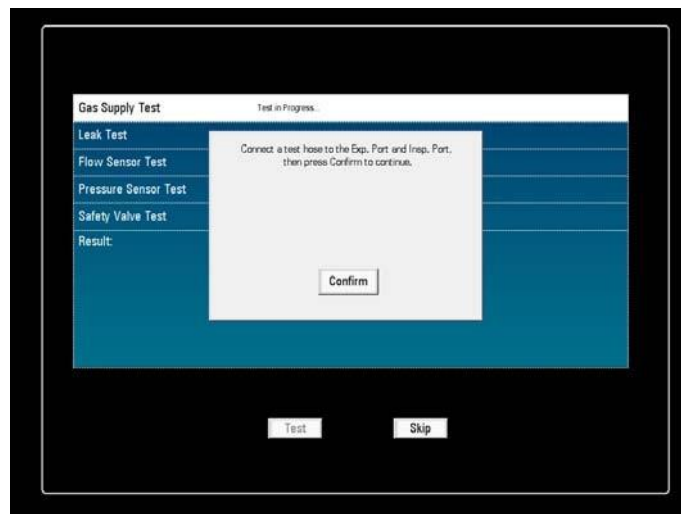 Gas Supply Test Test in Progress..
Leak Test
Connect a test hose to the Exp. Port and Insp. Port,
then press Confirm to continue.
Flow Sensor Test
Pressure Sensor Test
Safety Valve Test
Result:
Confirm
Test Skip